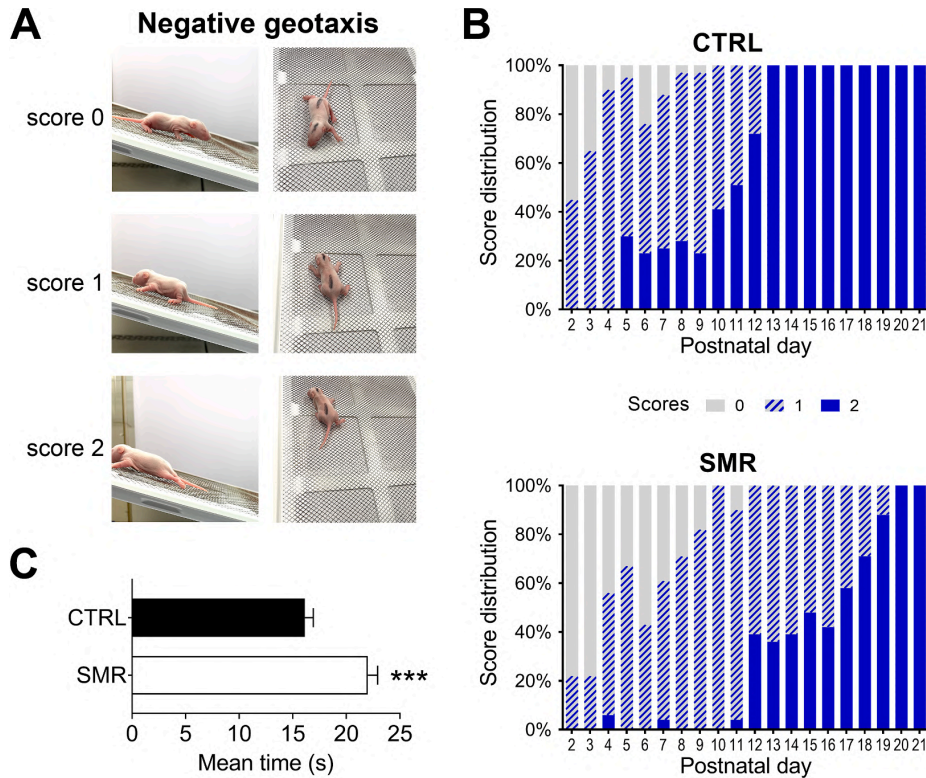 A
Negative geotaxis
score 0
score 1
score 2
B
CTRL
Score distribution
100%
80%
60%
40%
20%
0%
2 3 4 5 6 7 8 9 10 11 12 13 14 15 16 17 18 19 20 21
Postnatal day
Scores 0 1 2
SMR
Score distribution
100%
80%
60%
40%
20%
0%
2 3 4 5 6 7 8 9 10 11 12 13 14 15 16 17 18 19 20 21
Postnatal day
C
CTRL
SMR
***
0 5 10 15 20 25
Mean time (s)